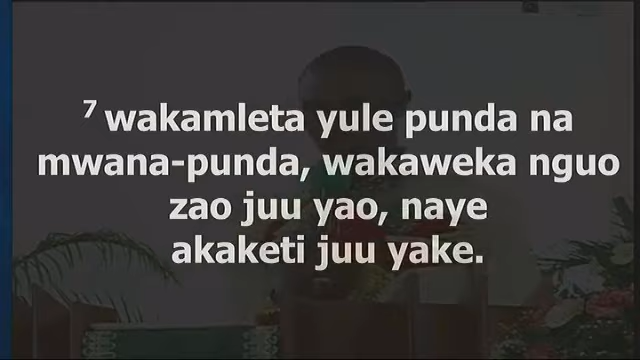 7 wakamleta yule punda na
mwana-punda, wakaweka nguo
zao juu yao, naye
akaketi juu yake.